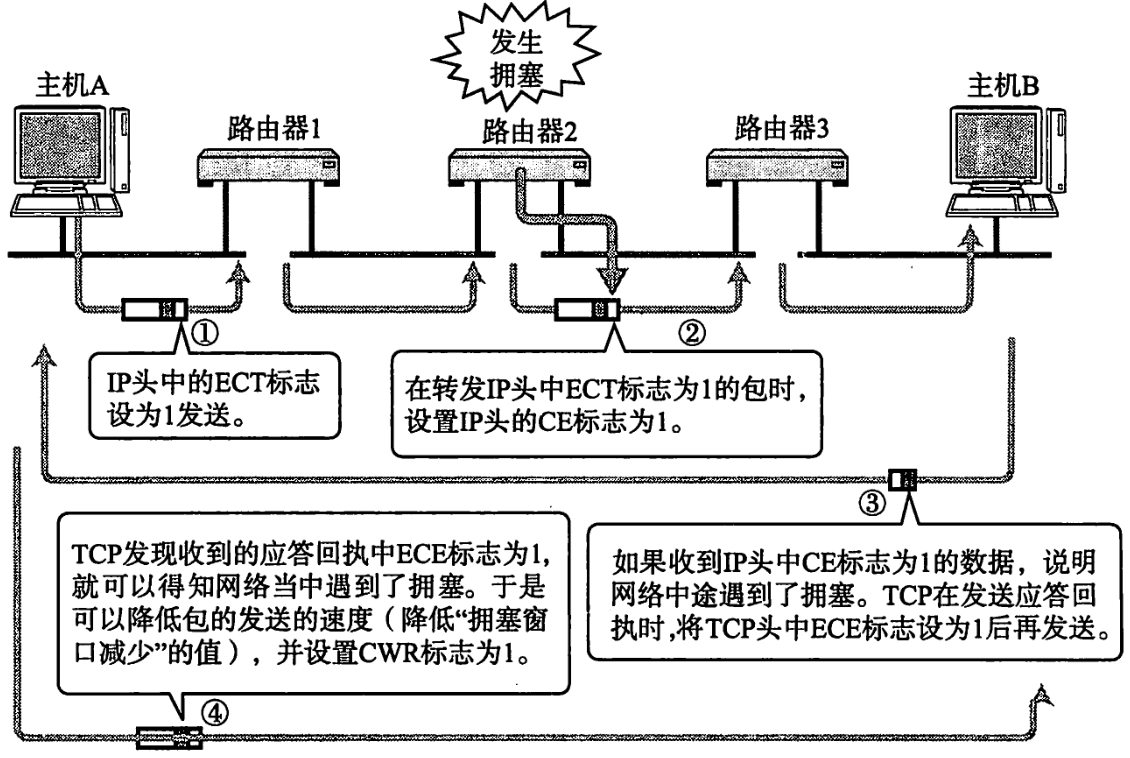 发生
拥塞
主机A
主机B
路由器1
路由器2
路由器3
①
②
IP头中的ECT标志
设为1发送。
在转发IP头中ECT标志为1的包时，
设置IP头的CE标志为1。
③
TCP发现收到的应答回执中ECE标志为1,
就可以得知网络当中遇到了拥塞。于是
可以降低包的发送的速度（降低“拥塞窗
口减少”的值），并设置CWR标志为1。
如果收到IP头中CE标志为1的数据，说明
网络中途遇到了拥塞。TCP在发送应答回
执时,将TCP头中ECE标志设为1后再发送。
④